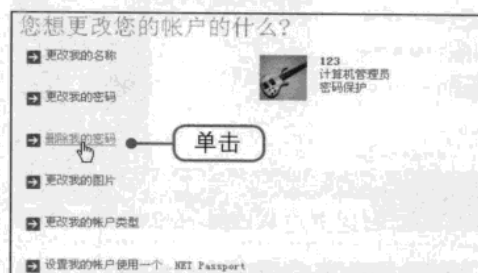 您想更改您的帐户的什么?
更改我的名称
123
计算机管理员
密码保护
更改我的密码
删除我的密码
单击
更改我的图片
更改我的帐户类型
设置我的帐户使用一个 .NET Passport